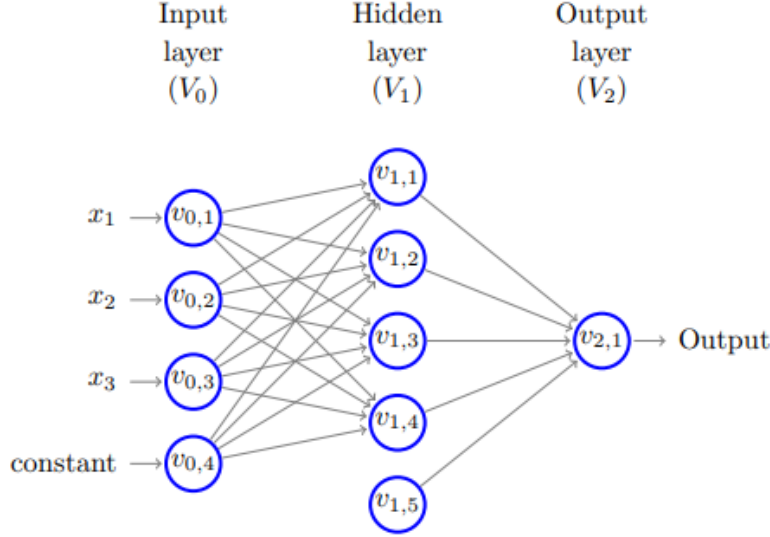 Input Hidden Output
layer layer layer
(V₀) (V₁) (V₂)
v₁,₁
x₁ v₀,₁
v₁,₂
x₂ v₀,₂
v₁,₃ v₂,₁ Output
x₃ v₀,₃
v₁,₄
constant v₀,₄
v₁,₅